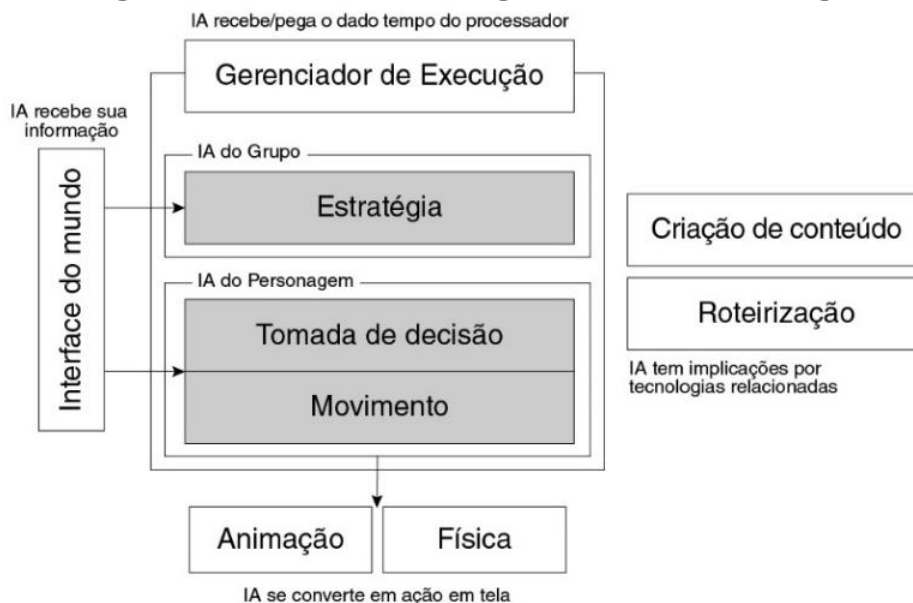 IA recebe/pega o dado tempo do processador
Gerenciador de Execução
IA recebe sua
informação
Interface do mundo
IA do Grupo
Estratégia
IA do Personagem
Tomada de decisão
Movimento
Criação de conteúdo
Roteirização
IA tem implicações por
tecnologias relacionadas
Animação
Física
IA se converte em ação em tela